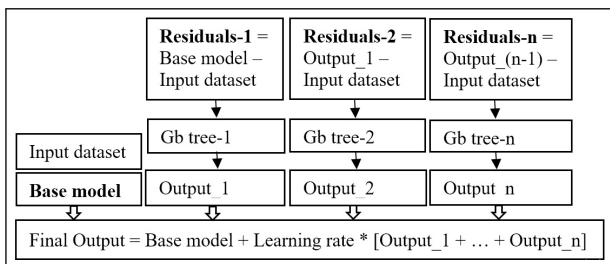 Residuals-1 =
Base model –
Input dataset
Residuals-2 =
Output_1 –
Input dataset
Residuals-n =
Output_(n-1) –
Input dataset
Gb tree-1
Gb tree-2
Gb tree-n
Input dataset
Base model
Output_1
Output_2
Output_n
Final Output = Base model + Learning rate * [Output_1 + … + Output_n]